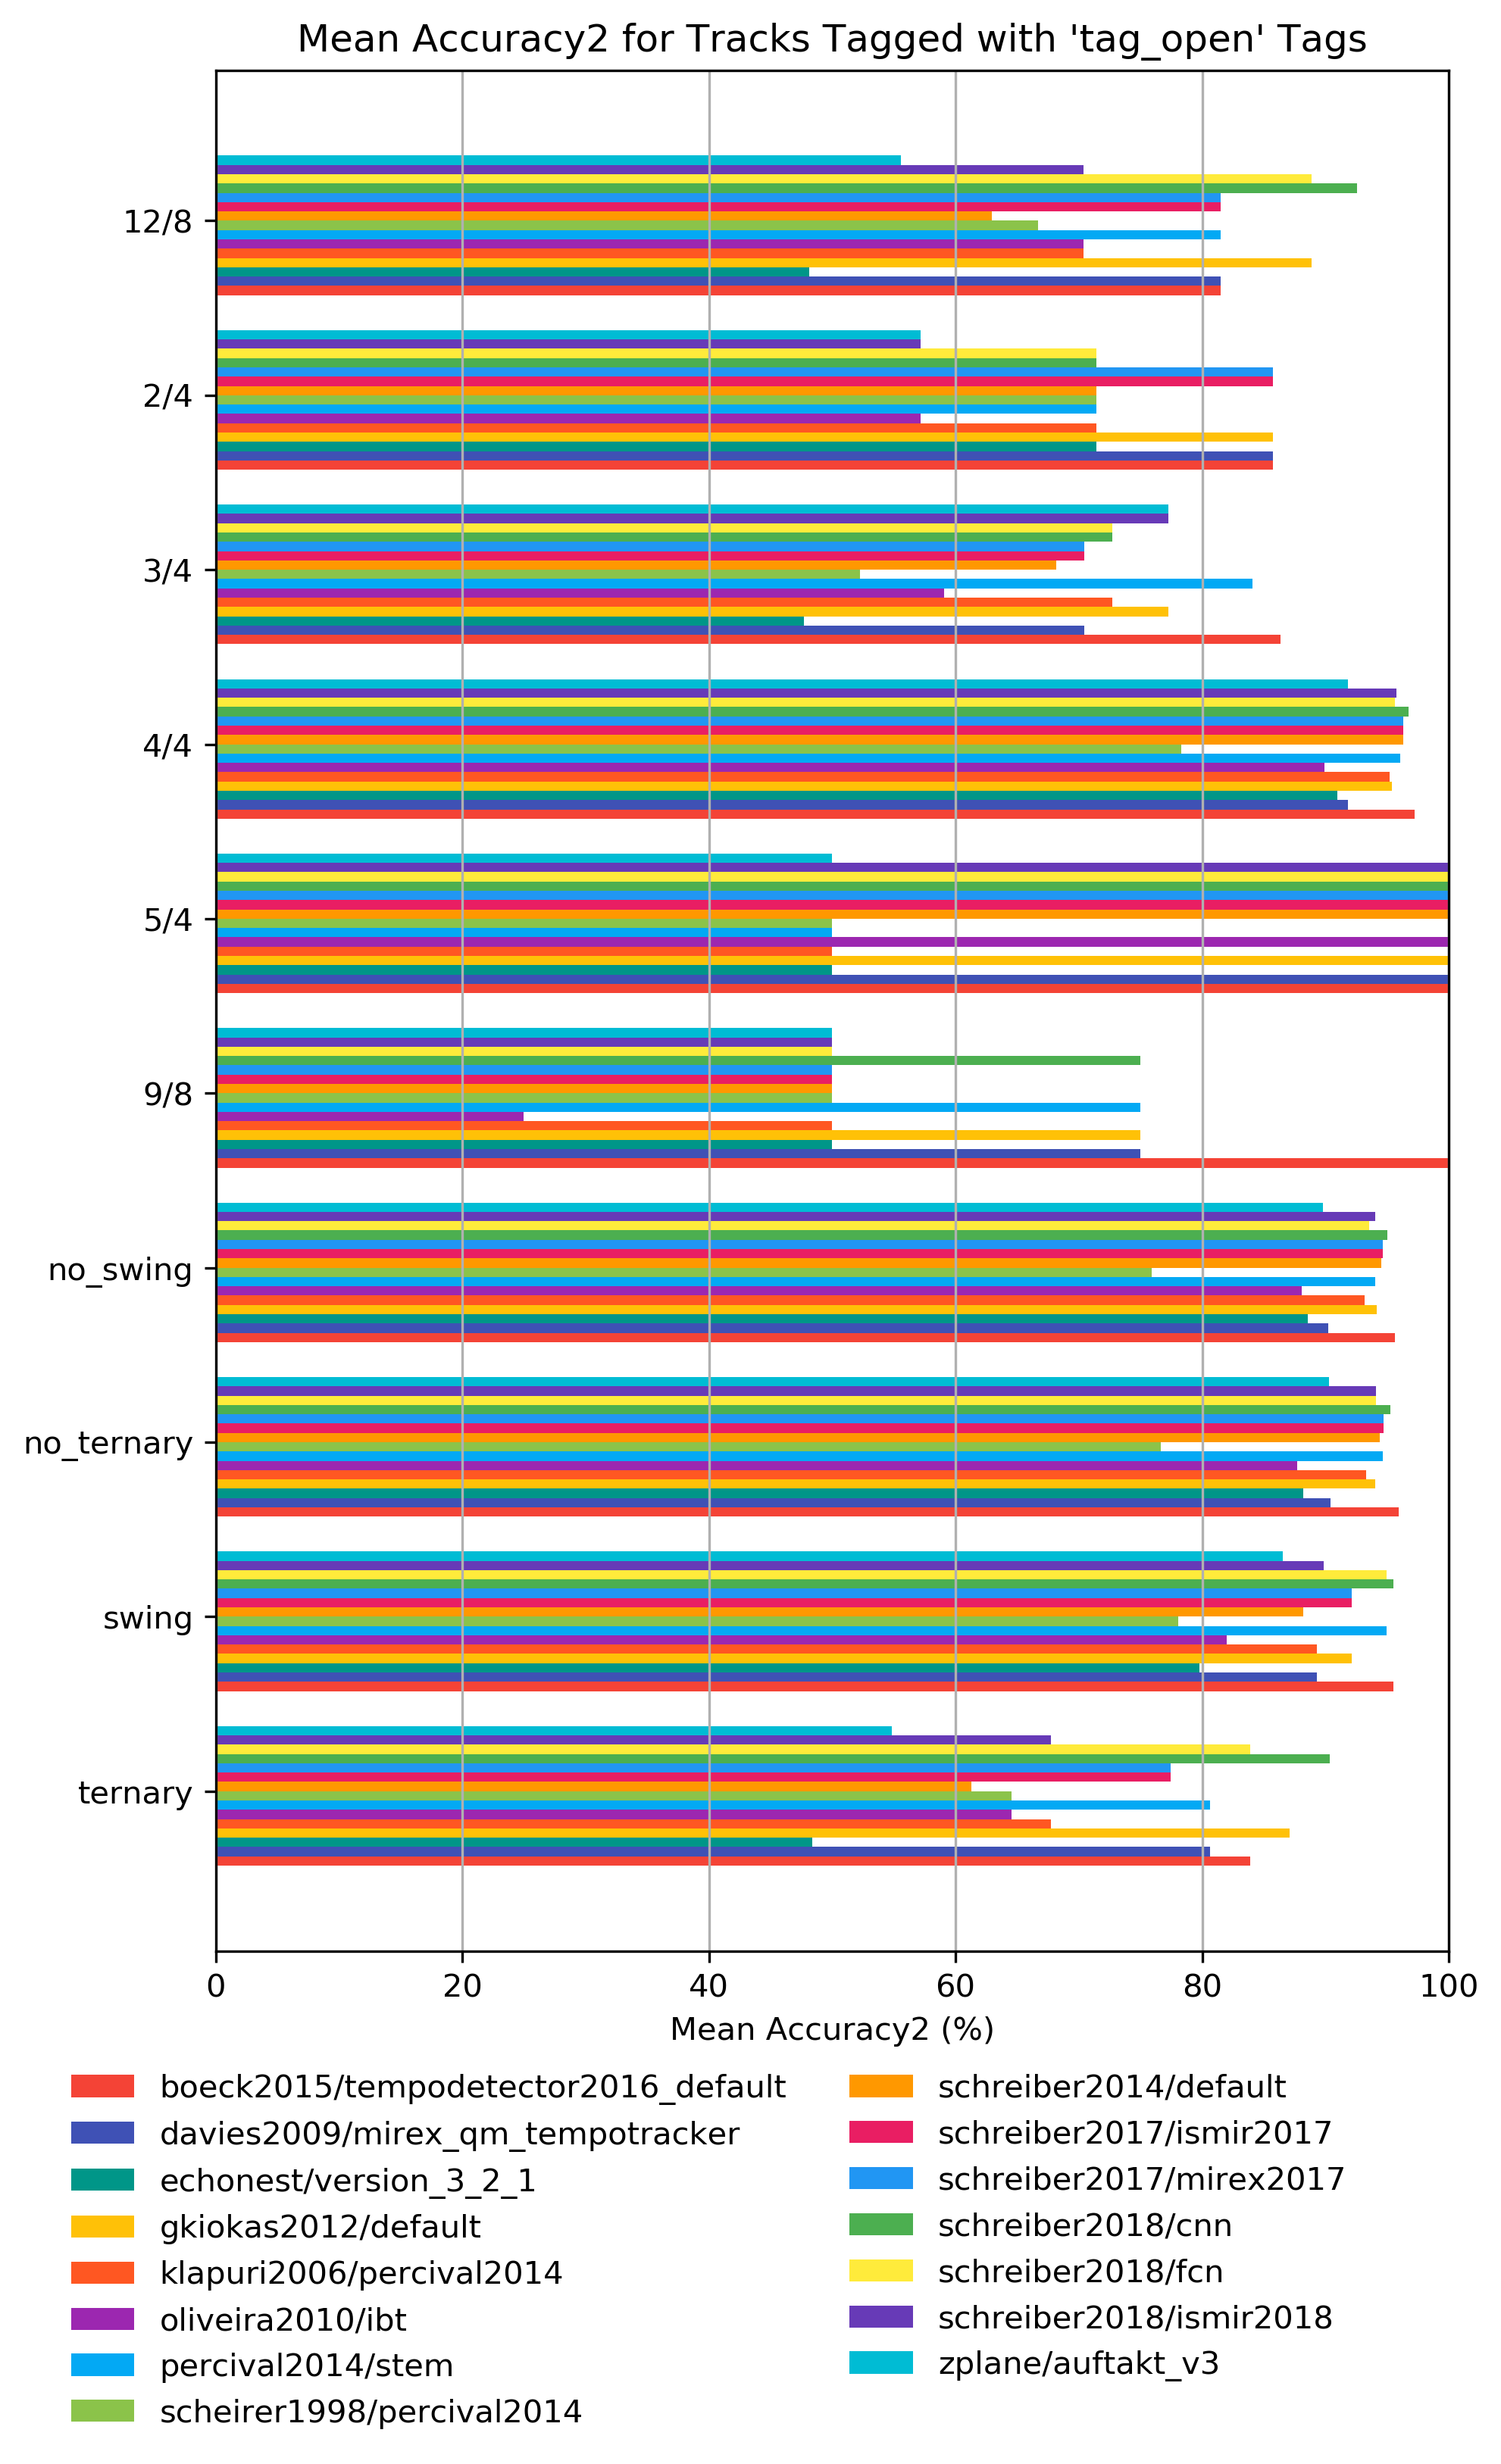 Mean Accuracy2 for Tracks Tagged with 'tag_open' Tags
12/8
2/4
3/4
4/4
5/4
9/8
no_swing
no_ternary
swing
ternary
0 20 40 60 80 100
Mean Accuracy2 (%)
boeck2015/tempodetector2016_default
davies2009/mirex_qm_tempotracker
echonest/version_3_2_1
gkiokas2012/default
klapuri2006/percival2014
oliveira2010/ibt
percival2014/stem
scheirer1998/percival2014
schreiber2014/default
schreiber2017/ismir2017
schreiber2017/mirex2017
schreiber2018/cnn
schreiber2018/fcn
schreiber2018/ismir2018
zplane/auftakt_v3